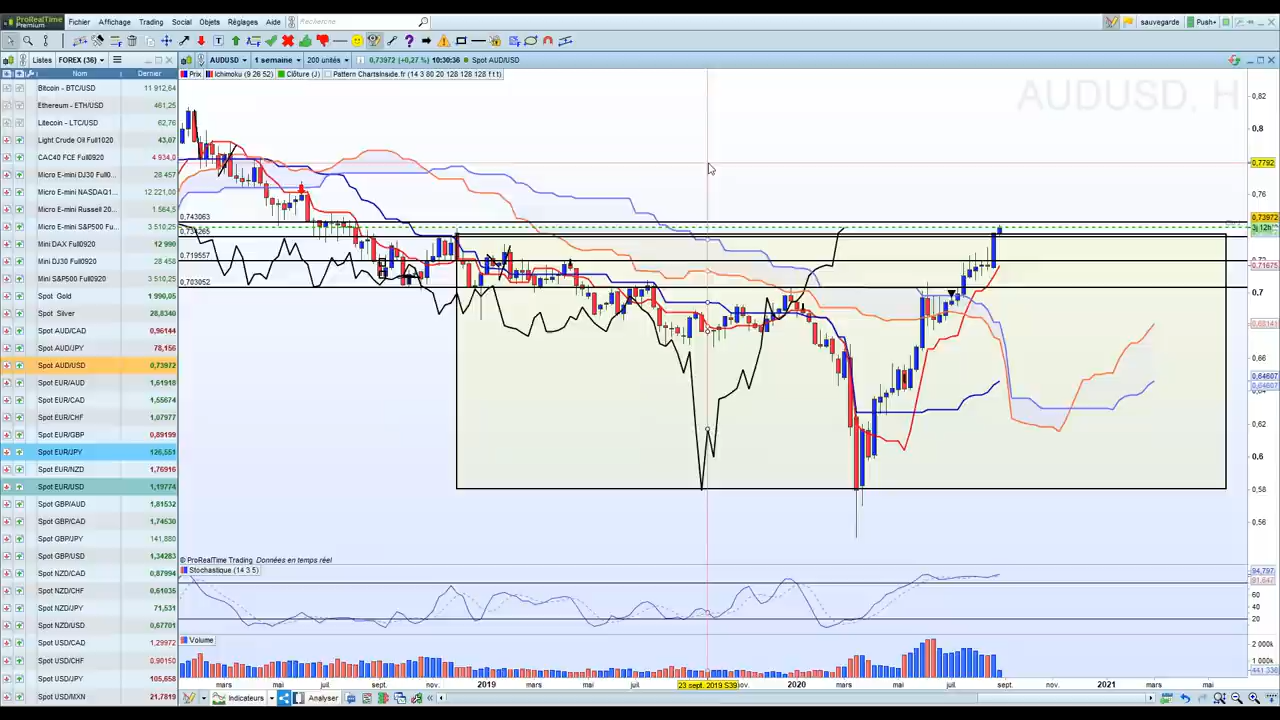 ProRealTime Premium
Fichier Affichage Trading Social Objets Réglages Aide Recherche sauvegarde Push+
Listes FOREX (36) AUDUSD 1 semaine 200 unités 0,73972 (+0,27 %) 10:30:36 Spot AUD/USD
Nom Dernier
Prix Ichimoku (9 26 52) Clôture (J) Pattern ChartsInside.fr (14 3 80 20 128 128 128 f t t)
AUDUSD, H
Bitcoin - BTC/USD 11 912,64
Ethereum - ETH/USD 461,25
Litecoin - LTC/USD 62,76
Light Crude Oil Full1020 43,07
CAC40 FCE Full0920 4 934,0
Micro E-mini DJ30 Full0... 28 457
Micro E-mini NASDAQ1... 12 221,00
Micro E-mini Russell 20... 1 564,5
Micro E-mini S&P500 Fu... 3 510,25
Mini DAX Full0920 12 990
Mini DJ30 Full0920 28 458
Mini S&P500 Full0920 3 510,25
Spot Gold 1 990,05
Spot Silver 28,8340
Spot AUD/CAD 0,96144
Spot AUD/JPY 78,156
Spot AUD/USD 0,73972
Spot EUR/AUD 1,61918
Spot EUR/CAD 1,55674
Spot EUR/CHF 1,07977
Spot EUR/GBP 0,89199
Spot EUR/JPY 126,551
Spot EUR/NZD 1,76916
Spot EUR/USD 1,19774
Spot GBP/AUD 1,81532
Spot GBP/CAD 1,74530
Spot GBP/JPY 141,880
Spot GBP/USD 1,34283
Spot NZD/CAD 0,87994
Spot NZD/CHF 0,61035
Spot NZD/JPY 71,531
Spot NZD/USD 0,67701
Spot USD/CAD 1,29972
Spot USD/CHF 0,90150
Spot USD/JPY 105,658
Spot USD/MXN 21,7819
0,743063
0,719557
0,703052
0,82
0,8
0,7792
0,76
0,73972
0,71675
0,7
0,66
0,64607
0,62
0,6
0,58
0,56
© ProRealTime Trading Données en temps réel
Stochastique (14 3 5)
94,797
60
40
20
Volume
2 000k
1 000k
mars mai juil sept. nov. 2019 mars mai juil 23 sept. 2019 S39 nov. 2020 mars mai juil sept. nov. 2021 mars mai
Indicateurs Analyser